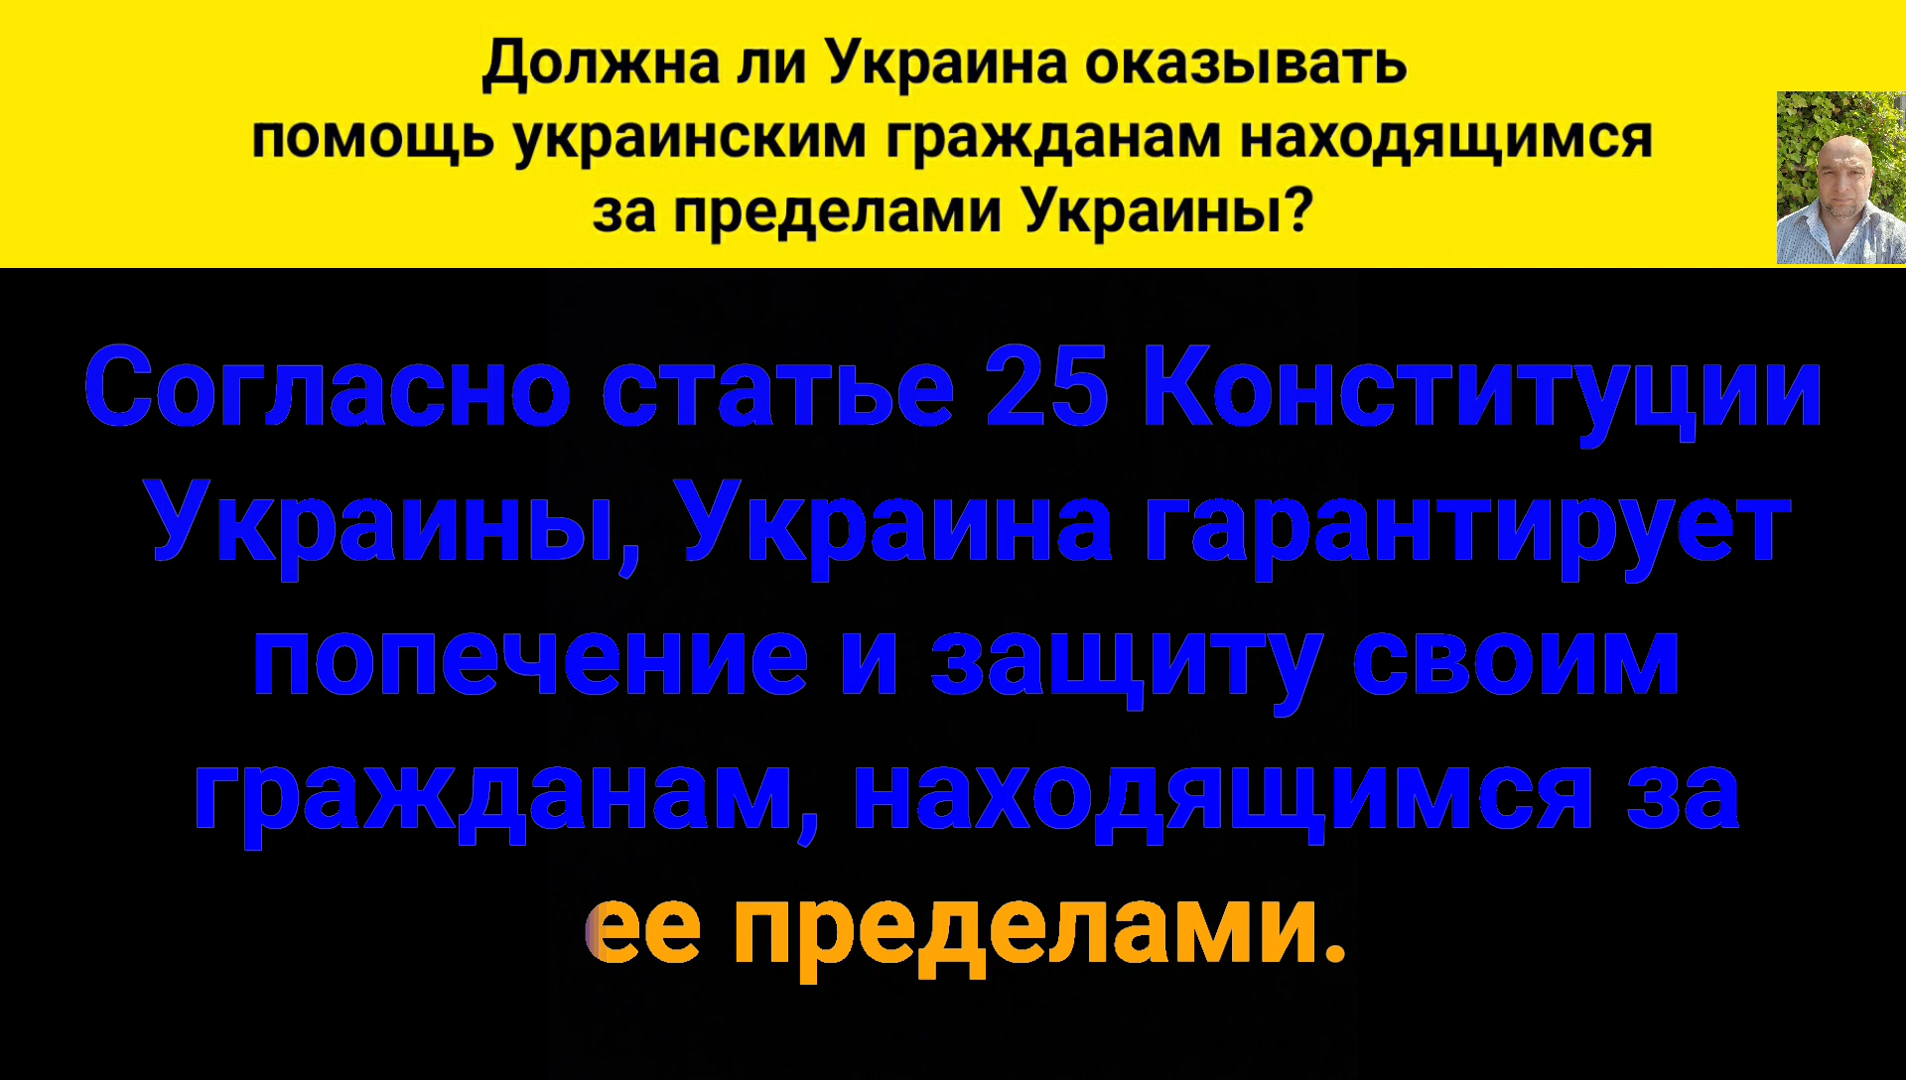 Должна ли Украина оказывать
помощь украинским гражданам находящимся
за пределами Украины?
Согласно статье 25 Конституции
Украины, Украина гарантирует
попечение и защиту своим
гражданам, находящимся за
ее пределами.